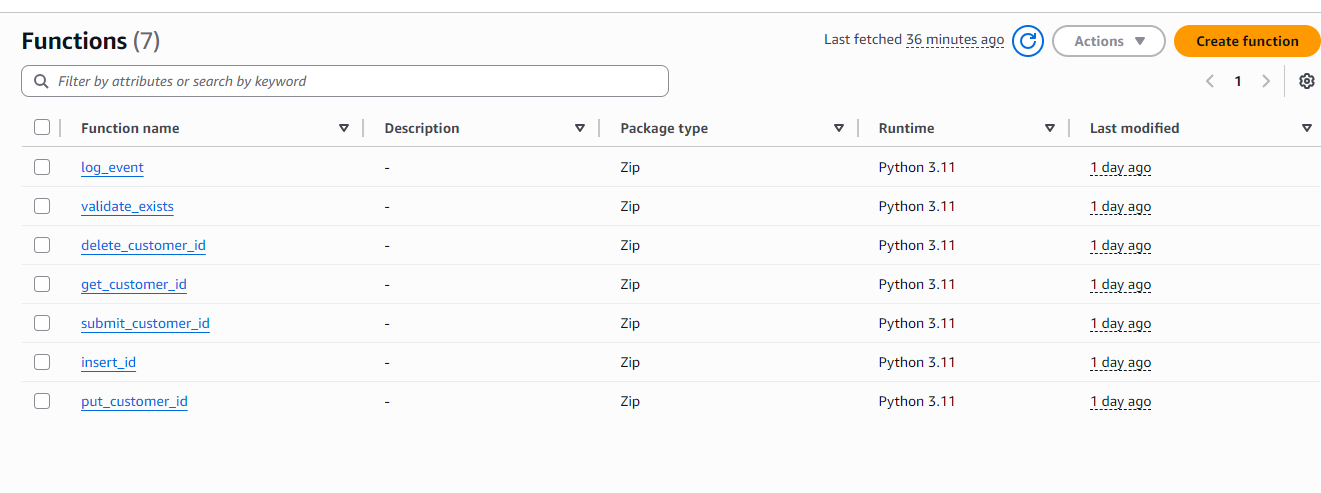 Functions (7)
Last fetched 36 minutes ago
Actions
Create function
Filter by attributes or search by keyword
1
Function name Description Package type Runtime Last modified
log_event - Zip Python 3.11 1 day ago
validate_exists - Zip Python 3.11 1 day ago
delete_customer_id - Zip Python 3.11 1 day ago
get_customer_id - Zip Python 3.11 1 day ago
submit_customer_id - Zip Python 3.11 1 day ago
insert_id - Zip Python 3.11 1 day ago
put_customer_id - Zip Python 3.11 1 day ago